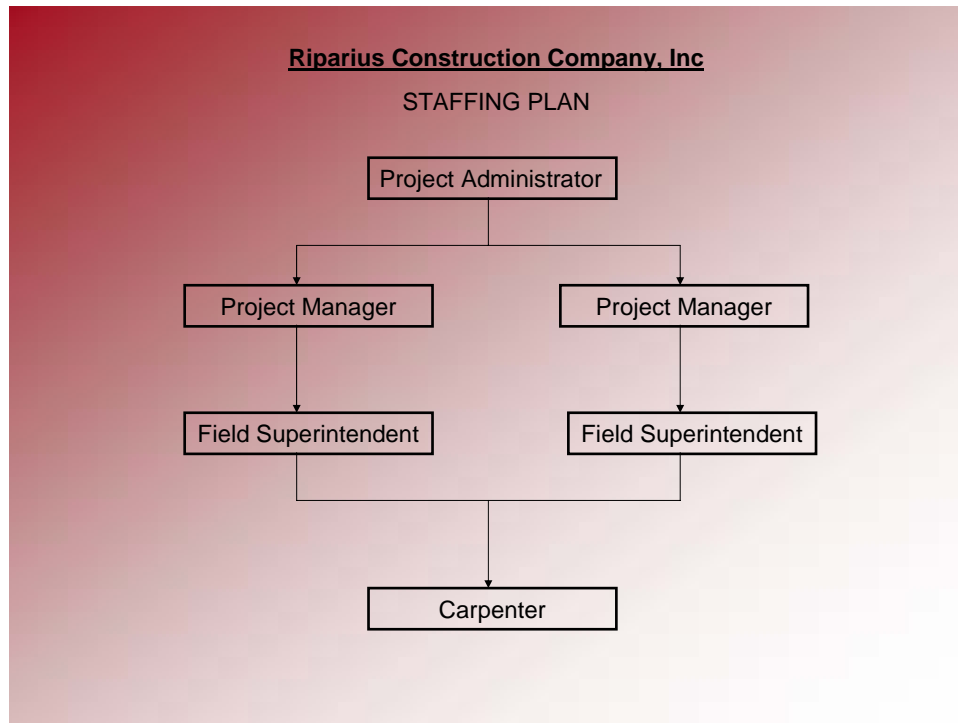 Riparius Construction Company, Inc
STAFFING PLAN
Project Administrator
Project Manager
Project Manager
Field Superintendent
Field Superintendent
Carpenter